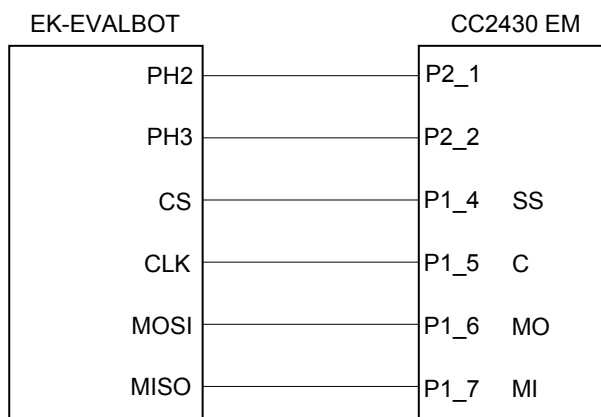 EK-EVALBOT CC2430 EM
PH2 P2_1
PH3 P2_2
CS P1_4 SS
CLK P1_5 C
MOSI P1_6 MO
MISO P1_7 MI